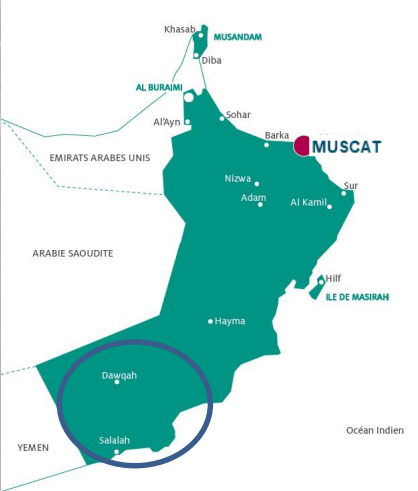 Khasab
MUSANDAM
Diba
AL BURAIMI
Al'Ayn
Sohar
Barka
MUSCAT
EMIRATS ARABES UNIS
Nizwa
Sur
Adam
Al Kamil
ARABIE SAOUDITE
Hilf
ILE DE MASIRAH
Hayma
Dawqah
Océan Indien
Salalah
YEMEN